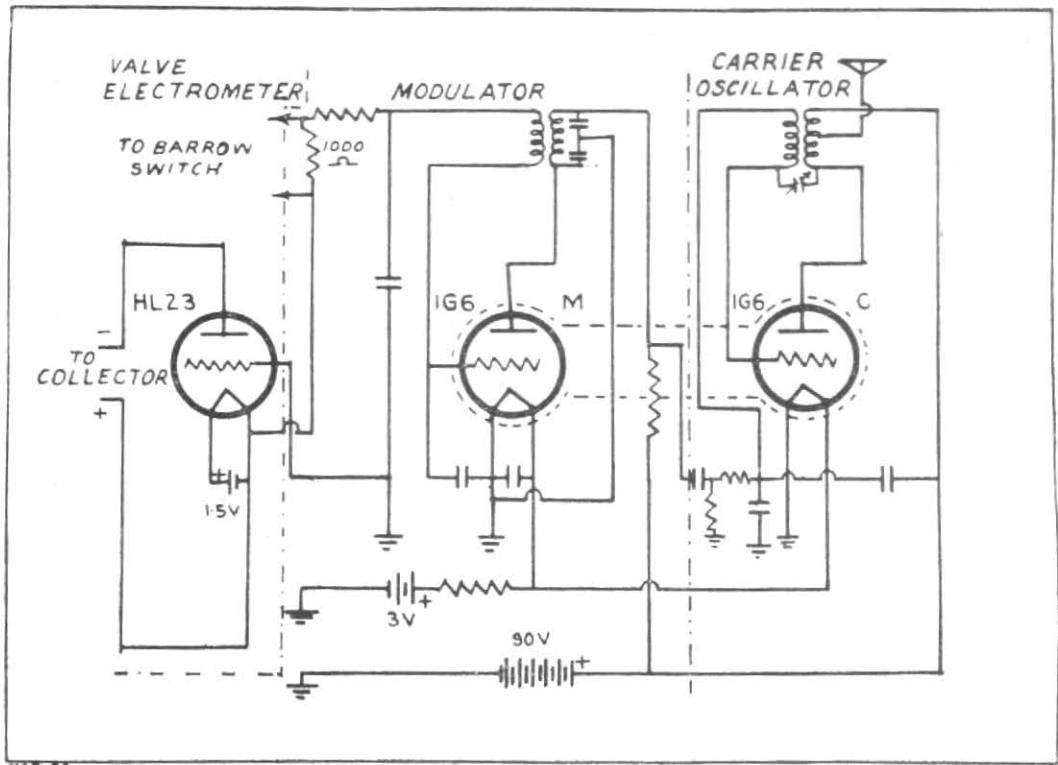 VALVE
ELECTROMETER
MODULATOR
CARRIER
OSCILLATOR
TO BARROW
SWITCH
1000
Ω
HL23
1G6
M
1G6
C
−
TO
COLLECTOR
+
+
1·5V
+
3V
90V
+